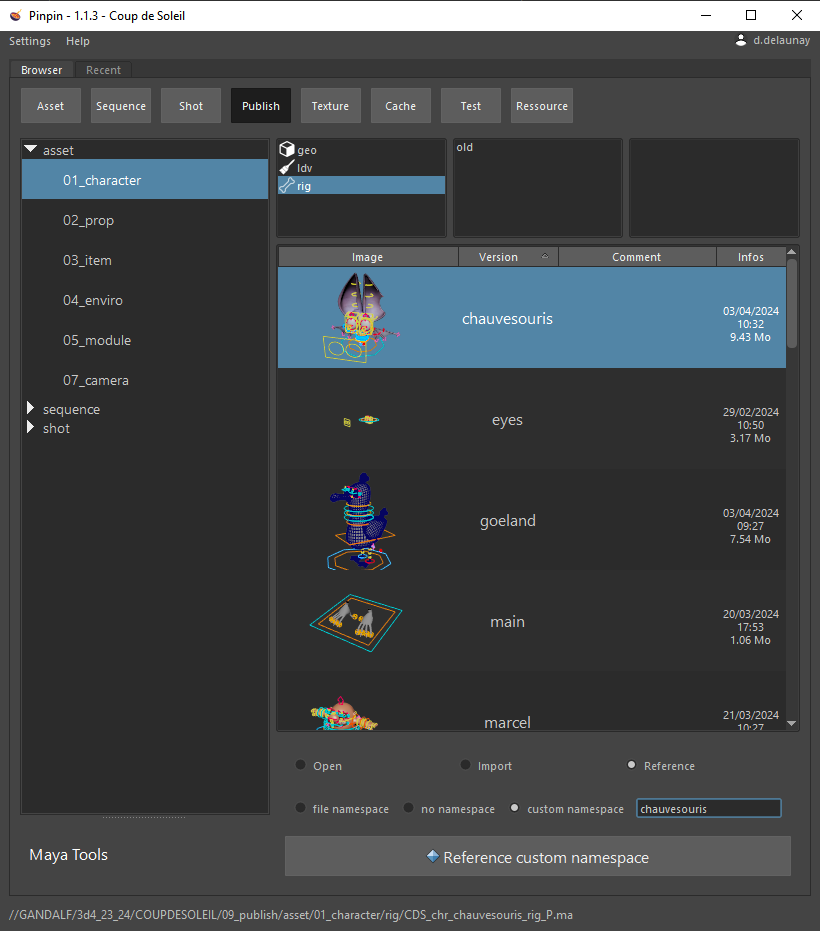 Pinpin - 1.1.3 - Coup de Soleil
Settings Help d.delaunay
Browser Recent
Asset Sequence Shot Publish Texture Cache Test Ressource
asset
01_character
02_prop
03_item
04_enviro
05_module
07_camera
sequence
shot
geo
ldv
rig
old
Image Version Comment Infos
chauvesouris
03/04/2024
10:32
9.43 Mo
eyes
29/02/2024
10:50
3.17 Mo
goeland
03/04/2024
09:27
7.54 Mo
main
20/03/2024
17:53
1.06 Mo
marcel
21/03/2024
10:27
Open Import Reference
file namespace no namespace custom namespace chauvesouris
Maya Tools
Reference custom namespace
//GANDALF/3d4_23_24/COUPDESOLEIL/09_publish/asset/01_character/rig/CDS_chr_chauvesouris_rig_P.ma